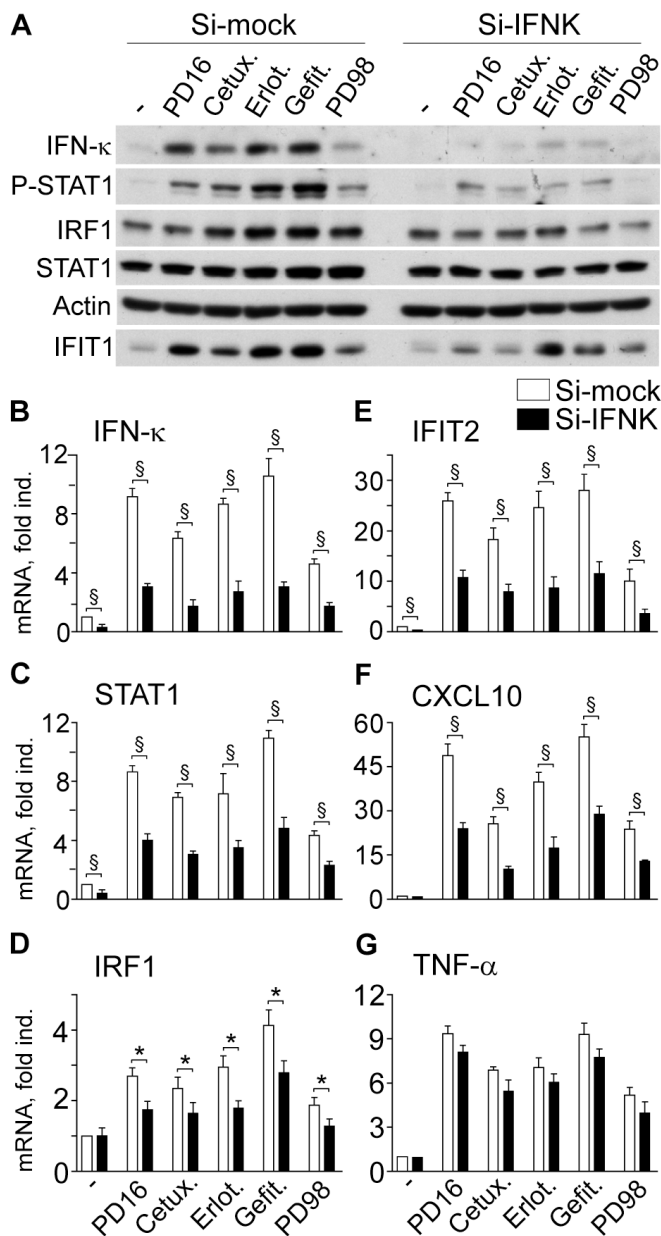 A
Si-mock Si-IFNK
- PD16 Cetux. Erlot. Gefit. PD98 - PD16 Cetux. Erlot. Gefit. PD98
IFN-κ
P-STAT1
IRF1
STAT1
Actin
IFIT1
Si-mock
Si-IFNK
B IFN-κ
mRNA, fold ind.
12
8
4
0
§ § § § § §
E IFIT2
30
20
10
0
§ § § § § §
C STAT1
mRNA, fold ind.
12
8
4
0
§ § § § § §
F CXCL10
60
45
30
15
0
§ § § § §
D IRF1
mRNA, fold ind.
4
2
1
0
* * * * *
- PD16 Cetux. Erlot. Gefit. PD98
G TNF-α
12
9
6
3
0
- PD16 Cetux. Erlot. Gefit. PD98